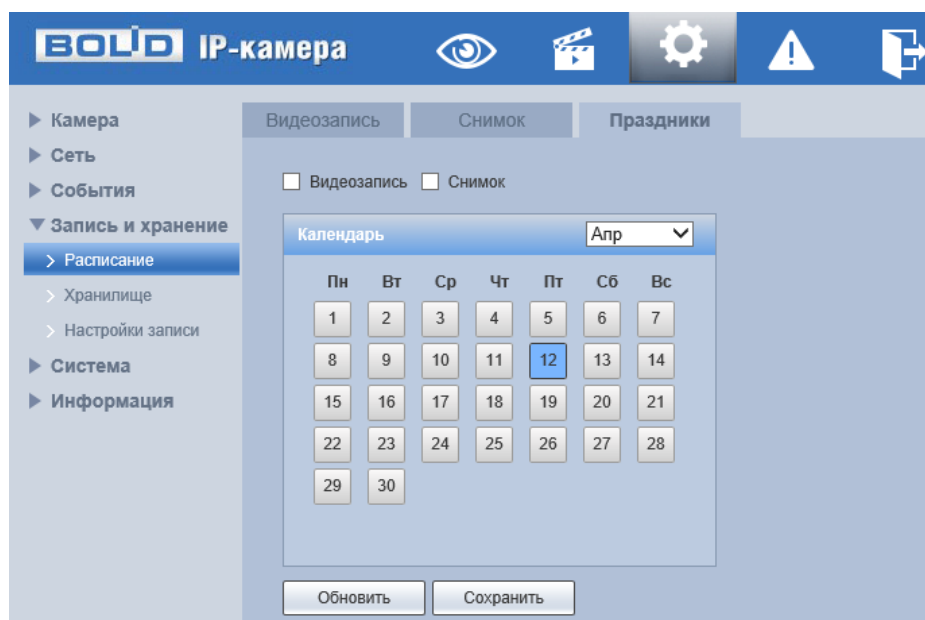 BOLID IP-камера
Камера
Сеть
События
Запись и хранение
Расписание
Хранилище
Настройки записи
Система
Информация
Видеозапись Снимок Праздники
Видеозапись Снимок
Календарь Апр
Пн Вт Ср Чт Пт Сб Вс
1 2 3 4 5 6 7
8 9 10 11 12 13 14
15 16 17 18 19 20 21
22 23 24 25 26 27 28
29 30
Обновить Сохранить